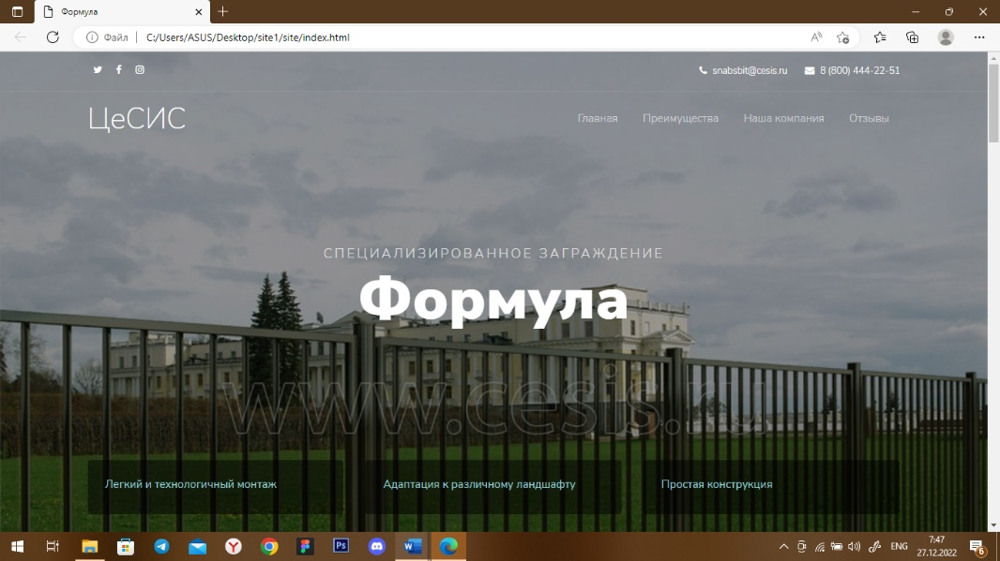 Формула
Файл
C:/Users/ASUS/Desktop/site1/site/index.html
snabsbit@cesis.ru 8 (800) 444-22-51
ЦеСИС
Главная Преимущества Наша компания Отзывы
СПЕЦИАЛИЗИРОВАННОЕ ЗАГРАЖДЕНИЕ
Формула
www.cesis.ru
Легкий и технологичный монтаж Адаптация к различному ландшафту Простая конструкция
ENG
7:47
27.12.2022
6